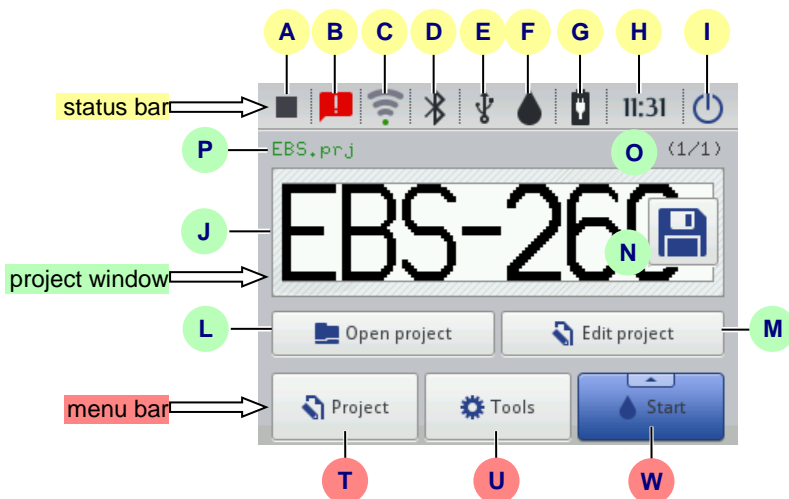 A B C D E F G H I
status bar 11:31
P EBS.prj O (1/1)
J EBS-260 N
project window
L Open project Edit project M
menu bar Project Tools Start
T U W